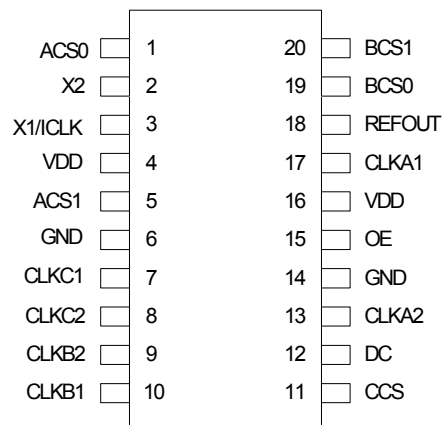 ACS0 1 20 BCS1
X2 2 19 BCS0
X1/ICLK 3 18 REFOUT
VDD 4 17 CLKA1
ACS1 5 16 VDD
GND 6 15 OE
CLKC1 7 14 GND
CLKC2 8 13 CLKA2
CLKB2 9 12 DC
CLKB1 10 11 CCS